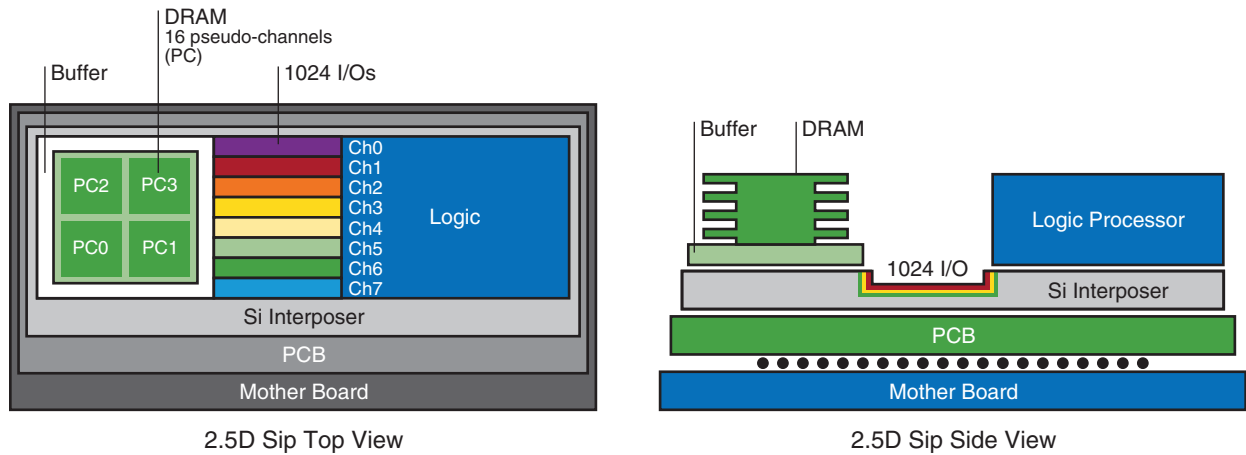 DRAM
16 pseudo-channels
(PC)
Buffer
1024 I/Os
PC2
PC3
PC0
PC1
Ch0
Ch1
Ch2
Ch3
Ch4
Ch5
Ch6
Ch7
Logic
Si Interposer
PCB
Mother Board
2.5D Sip Top View
Buffer
DRAM
Logic Processor
1024 I/O
Si Interposer
PCB
Mother Board
2.5D Sip Side View